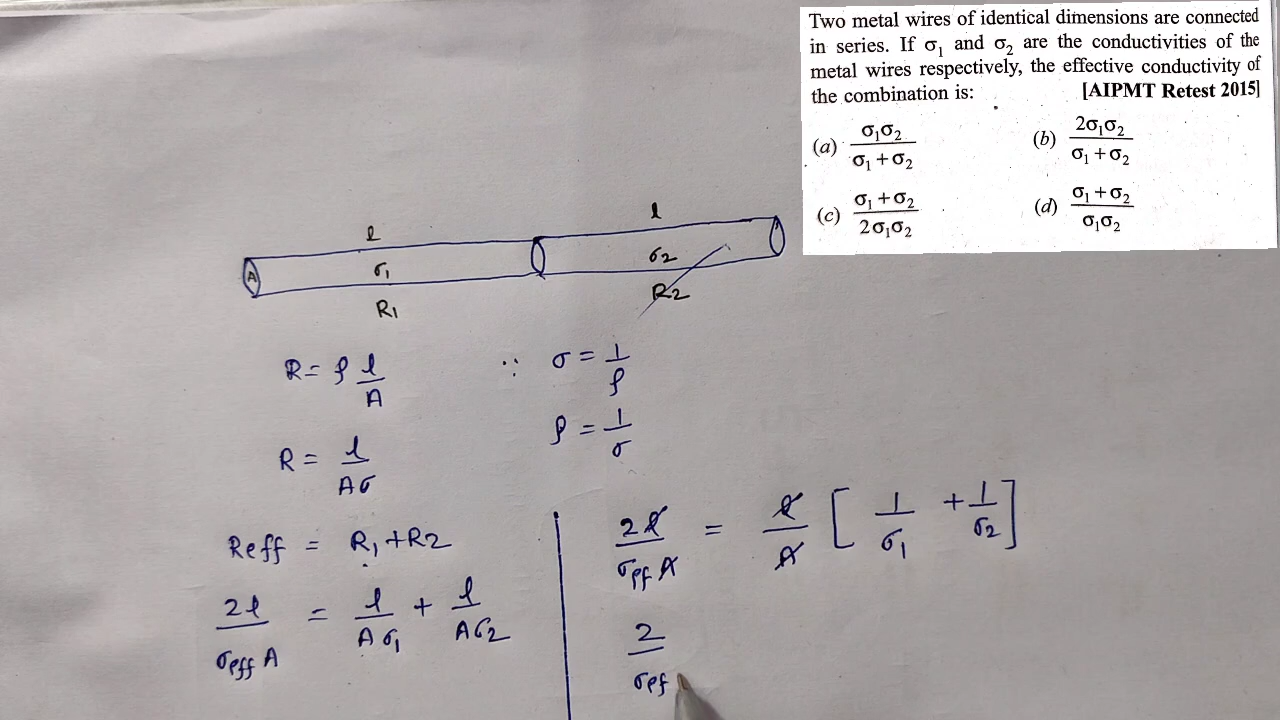 Two metal wires of identical dimensions are connected
in series. If σ₁ and σ₂ are the conductivities of the
metal wires respectively, the effective conductivity of
the combination is: [AIPMT Retest 2015]
(a) σ₁σ₂/(σ₁ + σ₂) (b) 2σ₁σ₂/(σ₁ + σ₂)
(c) (σ₁ + σ₂)/2σ₁σ₂ (d) (σ₁ + σ₂)/σ₁σ₂
l l
A σ₁ σ₂
R₁ R₂
R = ρ l/A ∵ σ = 1/ρ
ρ = 1/σ
R = l/Aσ
Reff = R₁ + R₂
2l/σeff A = l/Aσ₁ + l/Aσ₂
2l/σef A = l/A [1/σ₁ + 1/σ₂]
2/σef